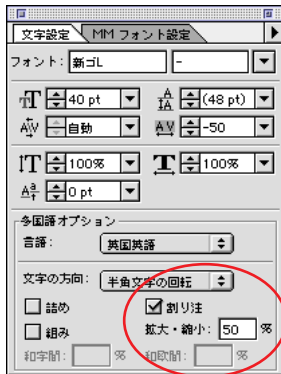 文字設定 MM フォント設定
フォント: 新ゴL -
40 pt (48 pt)
自動 -50
100% 100%
0 pt
多国語オプション
言語: 英国英語
文字の方向: 半角文字の回転
詰め 割り注
組み 拡大・縮小: 50 %
和字間: % 和欧間: %